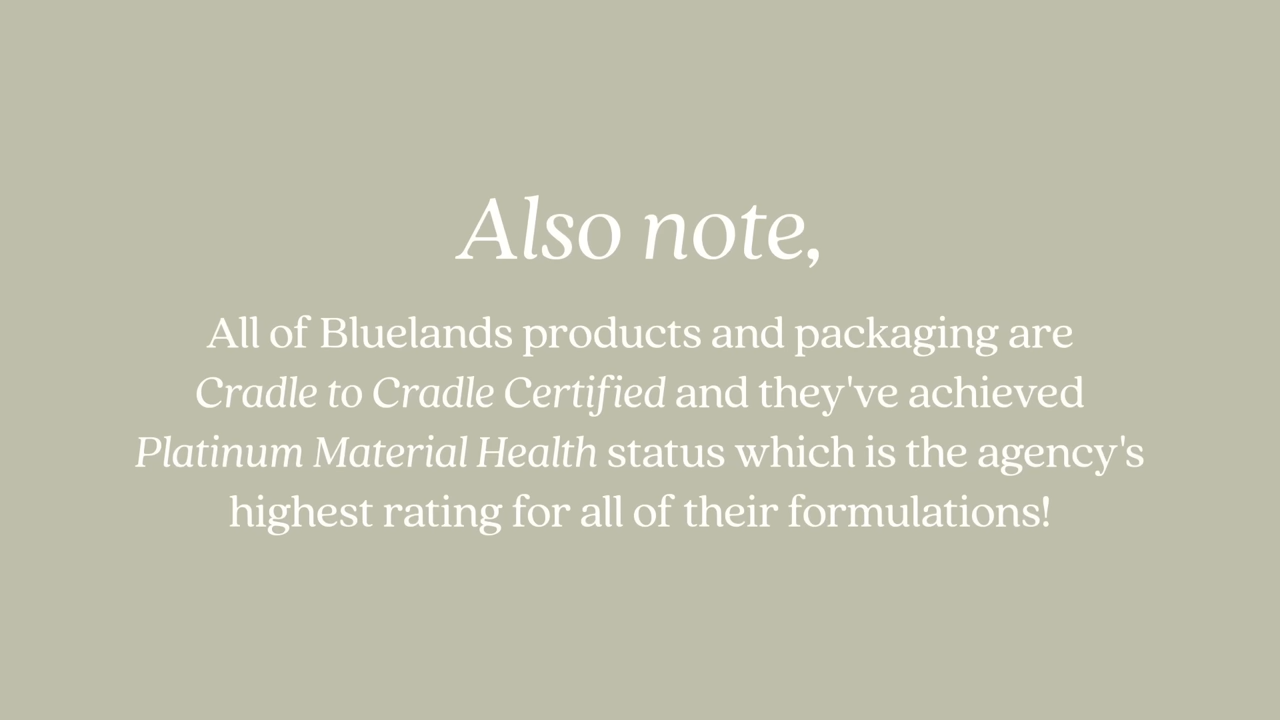 Also note,
All of Bluelands products and packaging are
Cradle to Cradle Certified and they've achieved
Platinum Material Health status which is the agency's
highest rating for all of their formulations!